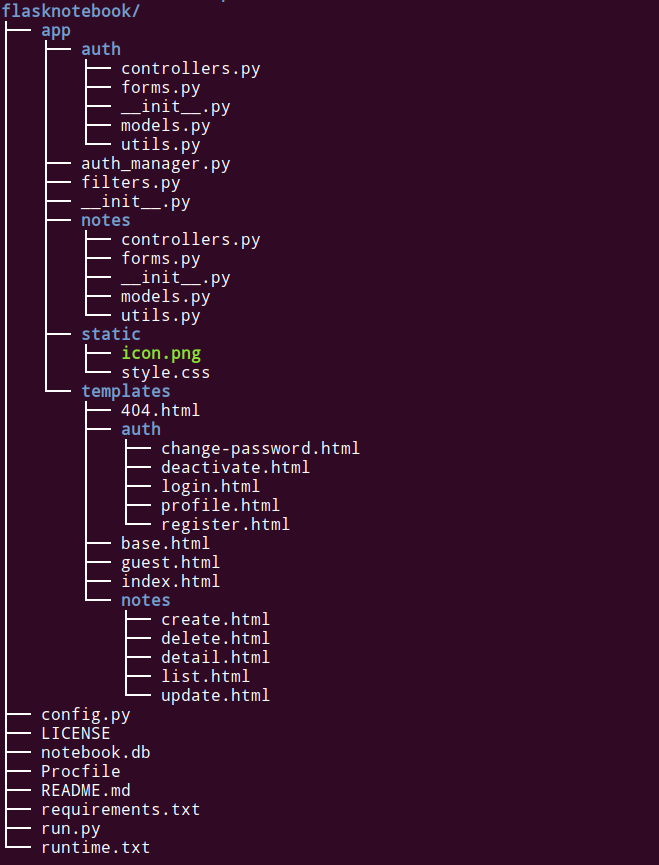 flasknotebook/
├── app
│   ├── auth
│   │   ├── controllers.py
│   │   ├── forms.py
│   │   ├── __init__.py
│   │   ├── models.py
│   │   └── utils.py
│   ├── auth_manager.py
│   ├── filters.py
│   ├── __init__.py
│   ├── notes
│   │   ├── controllers.py
│   │   ├── forms.py
│   │   ├── __init__.py
│   │   ├── models.py
│   │   └── utils.py
│   ├── static
│   │   ├── icon.png
│   │   └── style.css
│   └── templates
│       ├── 404.html
│       ├── auth
│       │   ├── change-password.html
│       │   ├── deactivate.html
│       │   ├── login.html
│       │   ├── profile.html
│       │   └── register.html
│       ├── base.html
│       ├── guest.html
│       ├── index.html
│       └── notes
│           ├── create.html
│           ├── delete.html
│           ├── detail.html
│           ├── list.html
│           └── update.html
├── config.py
├── LICENSE
├── notebook.db
├── Procfile
├── README.md
├── requirements.txt
├── run.py
└── runtime.txt